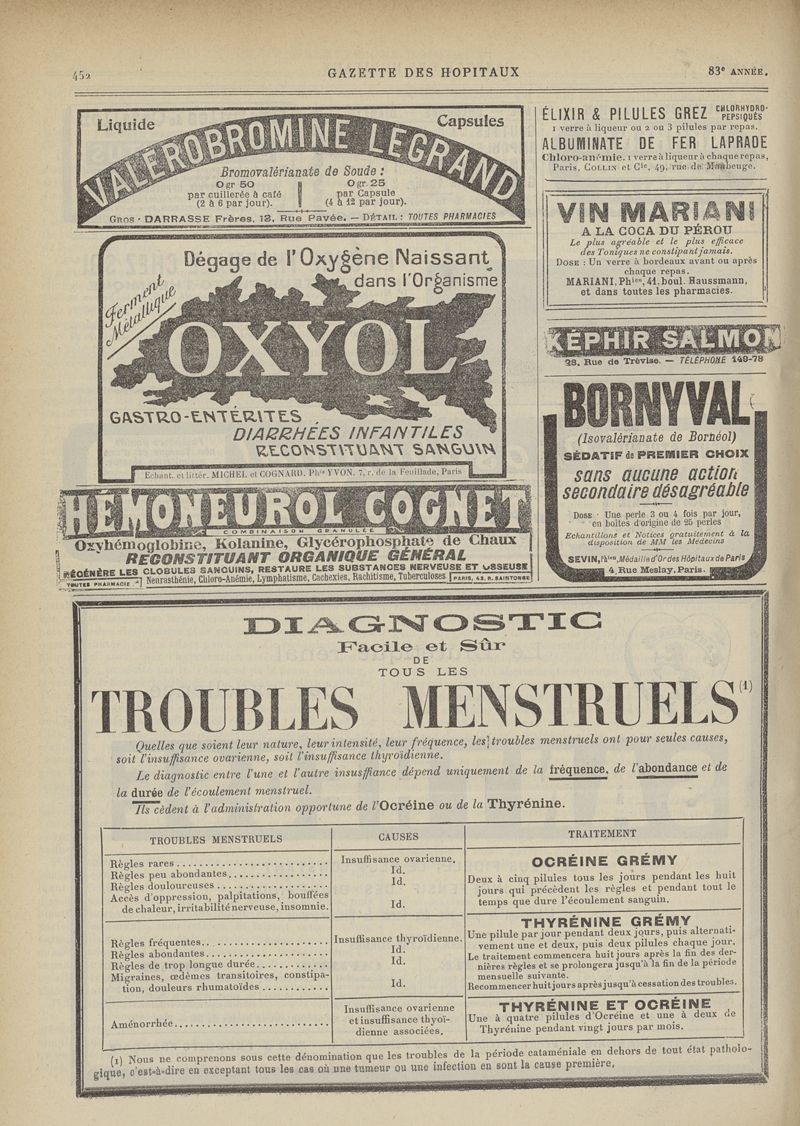 452
GAZETTE DES HOPITAUX
83e ANNÉE.
Liquide
Capsules
VALÉROBROMINE LEGRAND
Bromovalérianate de Soude :
0 gr 50
par cuillerée à café
(2 à 6 par jour).
0 gr. 25
par Capsule
(4 à 12 par jour).
GROS · DARRASSE Frères, 13, Rue Pavée. — DÉTAIL : TOUTES PHARMACIES
Dégage de l'Oxygène Naissant
dans l'Organisme
Ferment
Métallique
OXYOL
GASTRO-ENTÉRITES
DIARRHÉES INFANTILES
RECONSTITUANT SANGUIN
Echant. et littér. MICHEL et COGNARD. Phie YVON. 7, r. de la Feuillade, Paris
HÉMONEUROL COGNET
COMBINAISON GRANULÉE
Oxyhémoglobine, Kolanine, Glycérophosphate de Chaux
RECONSTITUANT ORGANIQUE GÉNÉRAL
RÉGÉNÈRE LES GLOBULES SANGUINS, RESTAURE LES SUBSTANCES NERVEUSE ET OSSEUSE
TOUTES PHARMACIES
Neurasthénie, Chloro-Anémie, Lymphatisme, Cachexies, Rachitisme, Tuberculoses
PARIS, 43, R. SAINTONGE
ÉLIXIR & PILULES GREZ CHLORHYDRO-
PEPSIQUES
1 verre à liqueur ou 2 ou 3 pilules par repas.
ALBUMINATE DE FER LAPRADE
Chloro-anémie. 1 verre à liqueur à chaque repas,
Paris, COLLIN et Cie, 49, rue de Maubeuge.
VIN MARIANI
A LA COCA DU PÉROU
Le plus agréable et le plus efficace
des Toniques ne constipant jamais.
DOSE : Un verre à bordeaux avant ou après
chaque repas.
MARIANI, Phien, 41, boul. Haussmann,
et dans toutes les pharmacies.
KÉPHIR SALMON
28, Rue de Trévise. — TÉLÉPHONE 149-78
BORNYVAL
(Isovalérianate de Bornéol)
SÉDATIF de PREMIER CHOIX
sans aucune action
secondaire désagréable
DOSE · Une perle 3 ou 4 fois par jour,
en boîtes d'origine de 25 perles
Echantillons et Notices gratuitement à la
disposition de MM les Médecins
SEVIN, Phien, Médaille d'Or des Hôpitaux de Paris
4, Rue Meslay, Paris.
DIAGNOSTIC
Facile et Sûr
DE
TOUS LES
TROUBLES MENSTRUELS (1)
Quelles que soient leur nature, leur intensité, leur fréquence, les troubles menstruels ont pour seules causes,
soit l'insuffisance ovarienne, soit l'insuffisance thyroïdienne.
Le diagnostic entre l'une et l'autre insusffiance dépend uniquement de la fréquence, de l'abondance et de
la durée de l'écoulement menstruel.
Ils cèdent à l'administration opportune de l'Ocréine ou de la Thyrénine.
TROUBLES MENSTRUELS
CAUSES
TRAITEMENT
Règles rares
Règles peu abondantes
Règles douloureuses
Accès d'oppression, palpitations, bouffées
de chaleur, irritabilité nerveuse, insomnie.
Insuffisance ovarienne.
Id.
Id.
Id.
OCRÉINE GRÉMY
Deux à cinq pilules tous les jours pendant les huit
jours qui précèdent les règles et pendant tout le
temps que dure l'écoulement sanguin.
Règles fréquentes
Règles abondantes
Règles de trop longue durée
Migraines, œdèmes transitoires, constipa-
tion, douleurs rhumatoïdes
Insuffisance thyroïdienne.
Id.
Id.
Id.
THYRÉNINE GRÉMY
Une pilule par jour pendant deux jours, puis alternati-
vement une et deux, puis deux pilules chaque jour.
Le traitement commencera huit jours après la fin des der-
nières règles et se prolongera jusqu'à la fin de la période
mensuelle suivante.
Recommencer huit jours après jusqu'à cessation des troubles.
Aménorrhée
Insuffisance ovarienne
et insuffisance thyroï-
dienne associées.
THYRÉNINE ET OCRÉINE
Une à quatre pilules d'Ocréine et une à deux de
Thyrénine pendant vingt jours par mois.
(1) Nous ne comprenons sous cette dénomination que les troubles de la période cataméniale en dehors de tout état patholo-
gique, c'est-à-dire en exceptant tous les cas où une tumeur ou une infection en sont la cause première,